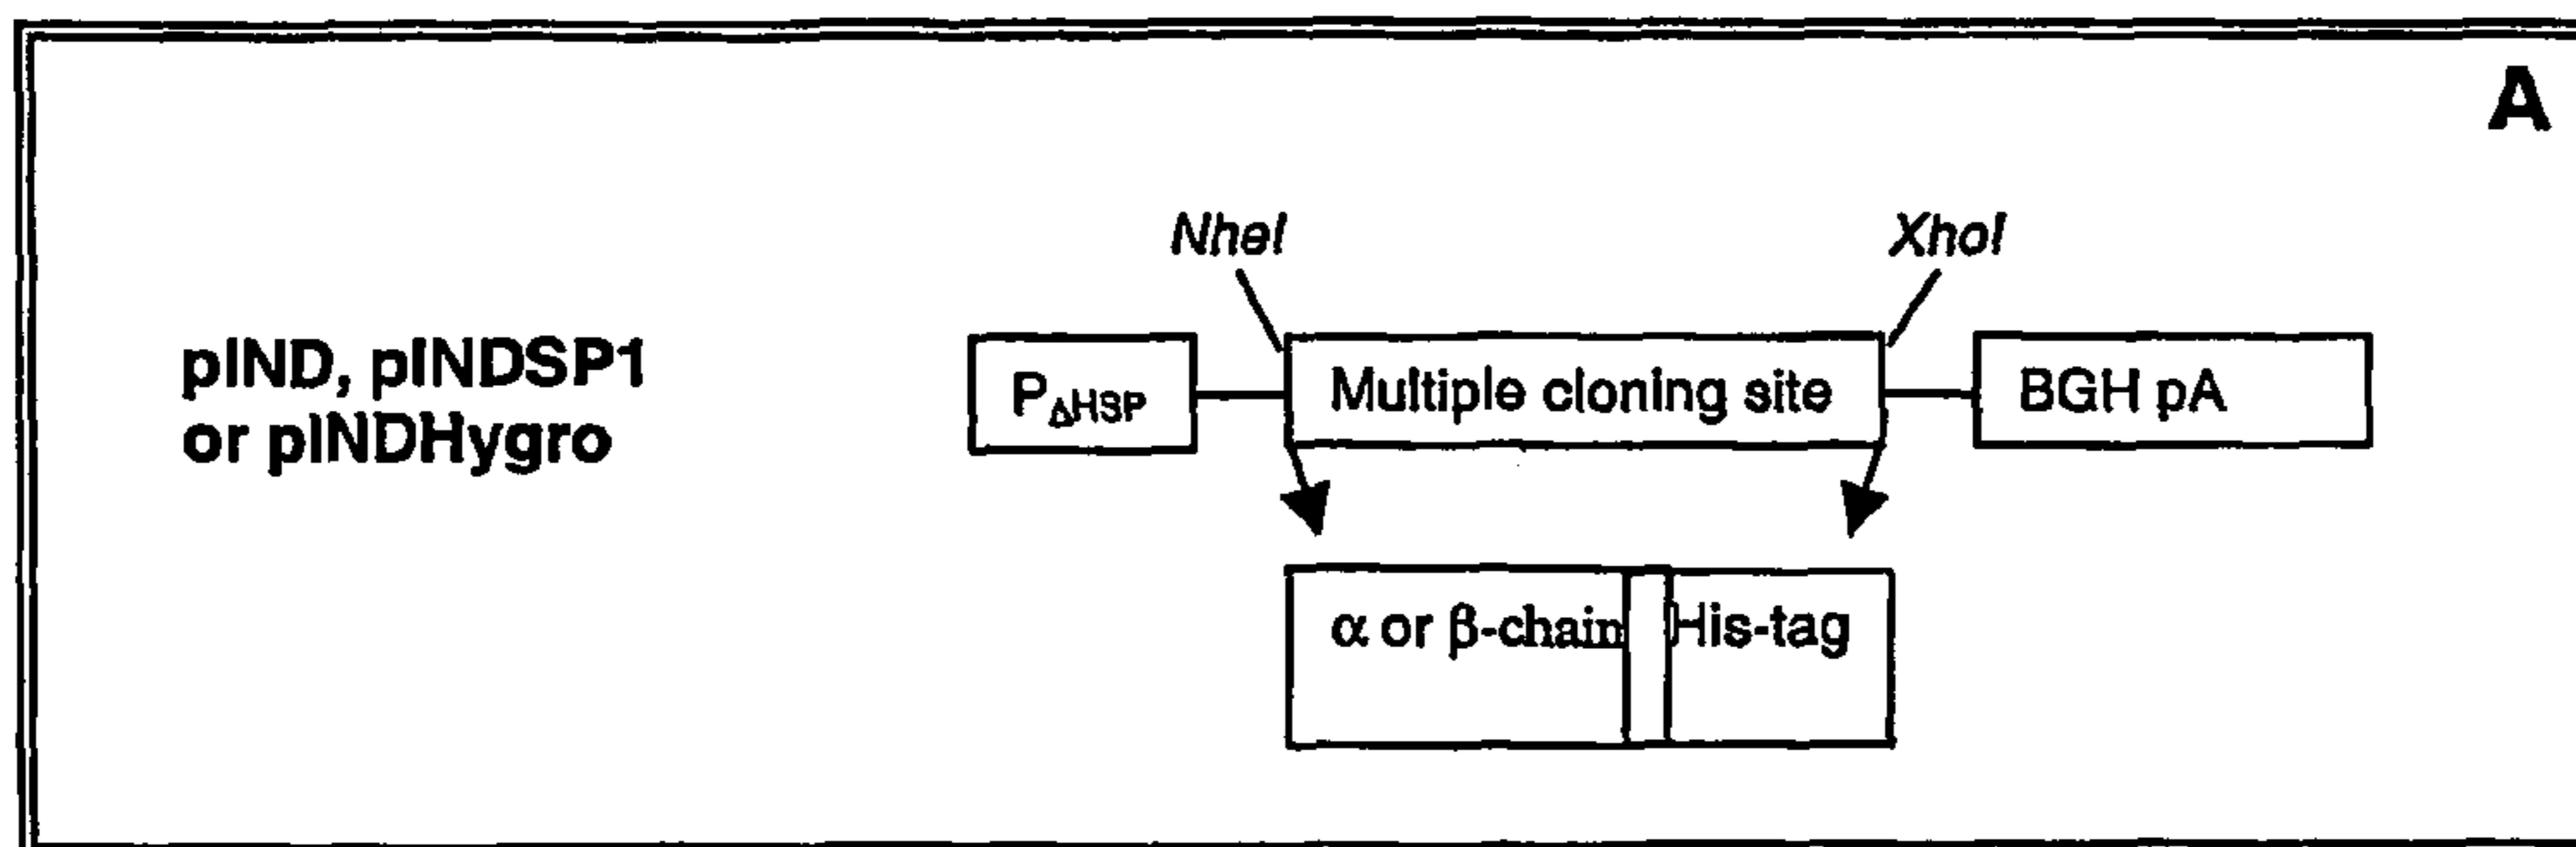 A
NheI XhoI
pIND, pINDSP1
or pINDHygro
PΔHSP Multiple cloning site BGH pA
α or β-chain His-tag